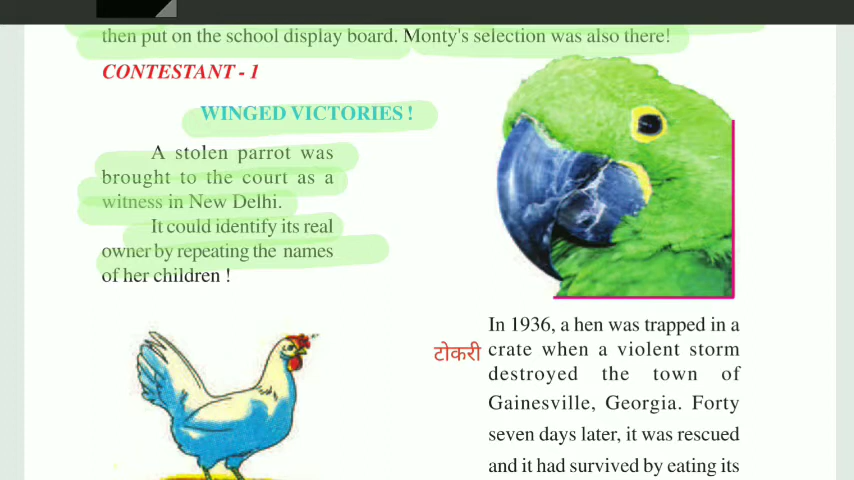 then put on the school display board. Monty's selection was also there!
CONTESTANT - 1
WINGED VICTORIES !
A stolen parrot was
brought to the court as a
witness in New Delhi.
It could identify its real
owner by repeating the names
of her children !
In 1936, a hen was trapped in a
टोकरी crate when a violent storm
destroyed the town of
Gainesville, Georgia. Forty
seven days later, it was rescued
and it had survived by eating its